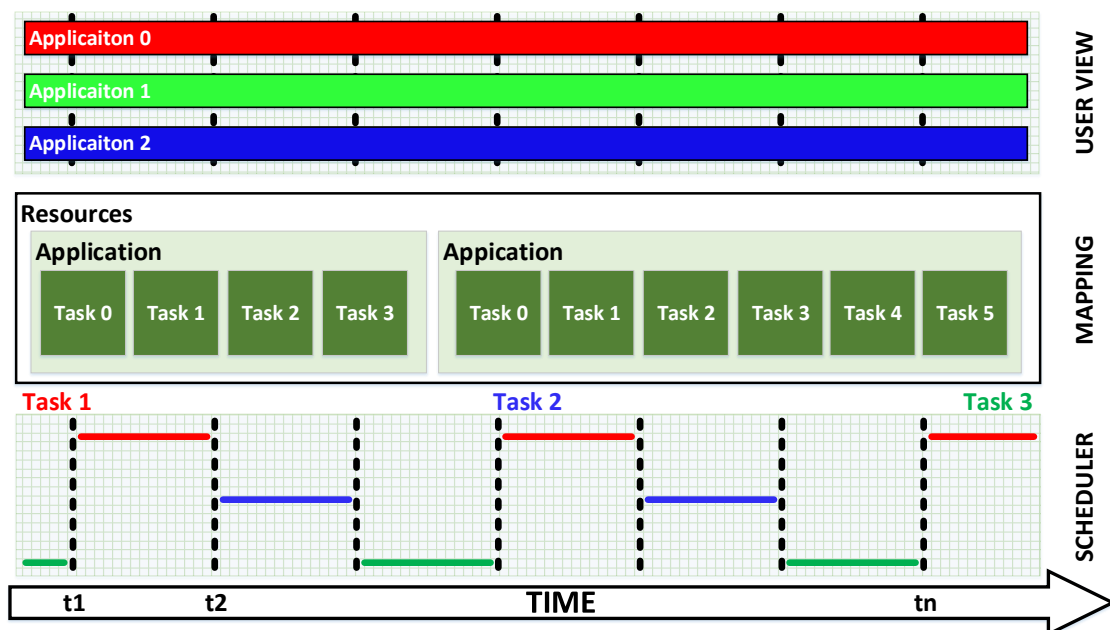 Applicaiton 0
Applicaiton 1
Applicaiton 2
USER VIEW
Resources
Application
Task 0
Task 1
Task 2
Task 3
Appication
Task 0
Task 1
Task 2
Task 3
Task 4
Task 5
MAPPING
Task 1
Task 2
Task 3
SCHEDULER
t1
t2
TIME
tn